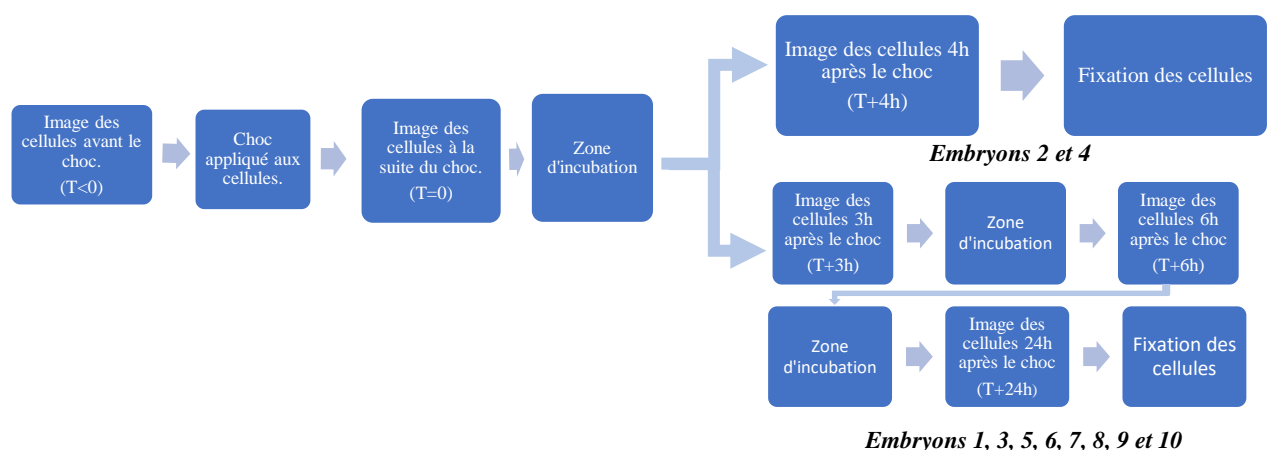 Image des
cellules avant le
choc.
(T<0)
Choc
appliqué aux
cellules.
Image des
cellules à la
suite du choc.
(T=0)
Zone
d'incubation
Image des cellules 4h
après le choc
(T+4h)
Fixation des cellules
Embryons 2 et 4
Image des
cellules 3h
après le choc
(T+3h)
Zone
d'incubation
Image des
cellules 6h
après le choc
(T+6h)
Zone
d'incubation
Image des
cellules 24h
après le choc
(T+24h)
Fixation des
cellules
Embryons 1, 3, 5, 6, 7, 8, 9 et 10